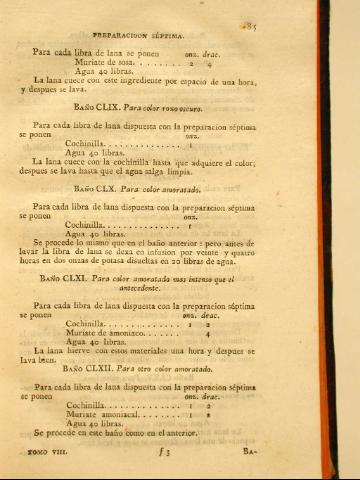 85
PREPARACION SÉPTIMA.
Para cada libra de lana se ponen onz. drac.
Muriate de sosa. . . . . . . . 2 4
Agua 40 libras.
La lana cuece con este ingrediente por espacio de una hora,
y despues se lava.
BAÑO CLIX. Para color roxo oscuro.
Para cada libra de lana dispuesta con la preparacion séptima
se ponen onz.
Cochinilla. . . . . . . . . . . . . . . 1
Agua 40 libras.
La lana cuece con la cochinilla hasta que adquiere el color;
despues se lava hasta que el agua salga limpia.
BAÑO CLX. Para color amoratado.
Para cada libra de lana dispuesta con la preparacion séptima
se ponen onz.
Cochinilla. . . . . . . . . . . . . . . 1
Agua 40 libras.
Se procede lo mismo que en el baño anterior: pero antes de
lavar la libra de lana se dexa en infusion por veinte y quatro
horas en dos onzas de potasa disueltas en 20 libras de agua.
BAÑO CLXI. Para color amoratado mas intenso que el
antecedente.
Para cada libra de lana dispuesta con la preparacion séptima
se ponen onz. drac.
Cochinilla. . . . . . . . . . . . . . . 1 2
Muriate de amoniaco. . . . . . . 4
Agua 40 libras.
La lana hierve con estos materiales una hora y despues se
lava bien.
BAÑO CLXII. Para otro color amoratado.
Para cada libra de lana dispuesta con la preparacion séptima
se ponen onz. drac.
Cochinilla. . . . . . . . . . . . . . . 1 2
Muriate amoniacal. . . . . . . . . 1 2
Agua 40 libras.
Se procede en este baño como en el anterior.
TOMO VIII. f 3 BA-